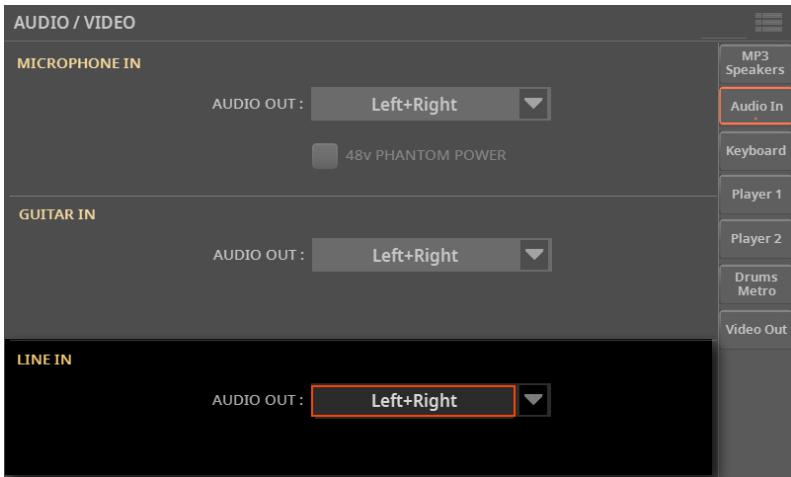 AUDIO / VIDEO
MICROPHONE IN
AUDIO OUT :
Left+Right
48v PHANTOM POWER
GUITAR IN
AUDIO OUT :
Left+Right
LINE IN
AUDIO OUT :
Left+Right
MP3
Speakers
Audio In
Keyboard
Player 1
Player 2
Drums
Metro
Video Out